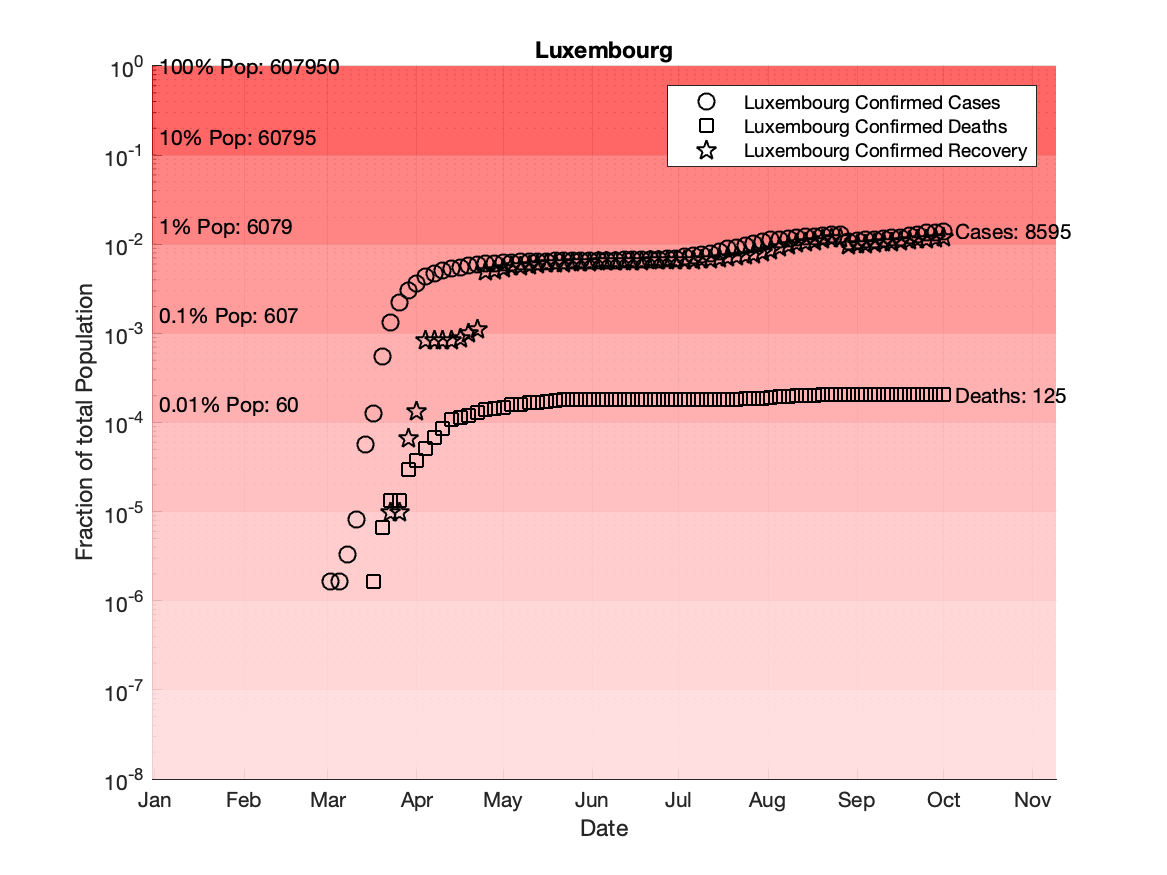 Luxembourg
10^0
100% Pop: 607950
Luxembourg Confirmed Cases
Luxembourg Confirmed Deaths
Luxembourg Confirmed Recovery
10% Pop: 60795
10^-1
1% Pop: 6079
Cases: 8595
10^-2
0.1% Pop: 607
10^-3
0.01% Pop: 60
Deaths: 125
10^-4
10^-5
10^-6
10^-7
10^-8
Fraction of total Population
Jan Feb Mar Apr May Jun Jul Aug Sep Oct Nov
Date